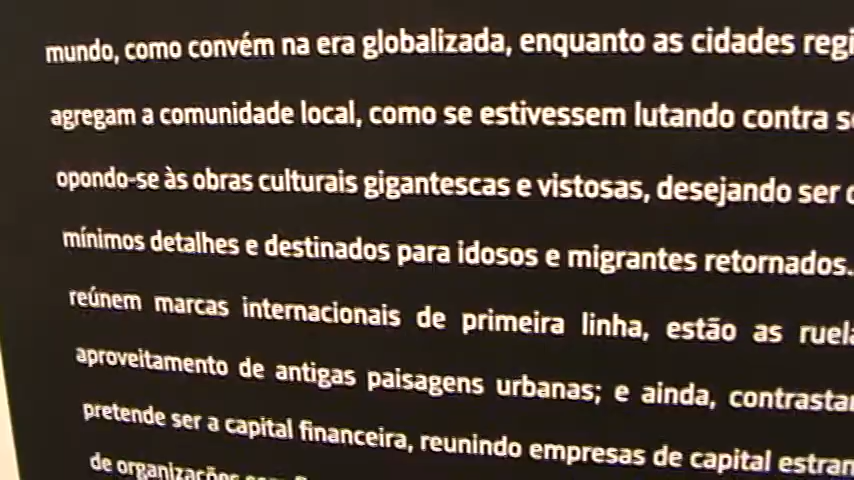 mundo, como convém na era globalizada, enquanto as cidades regi
agregam a comunidade local, como se estivessem lutando contra s
opondo-se às obras culturais gigantescas e vistosas, desejando ser
mínimos detalhes e destinados para idosos e migrantes retornados.
reúnem marcas internacionais de primeira linha, estão as ruela
aproveitamento de antigas paisagens urbanas; e ainda, contrastan
pretende ser a capital financeira, reunindo empresas de capital estran
de organizações